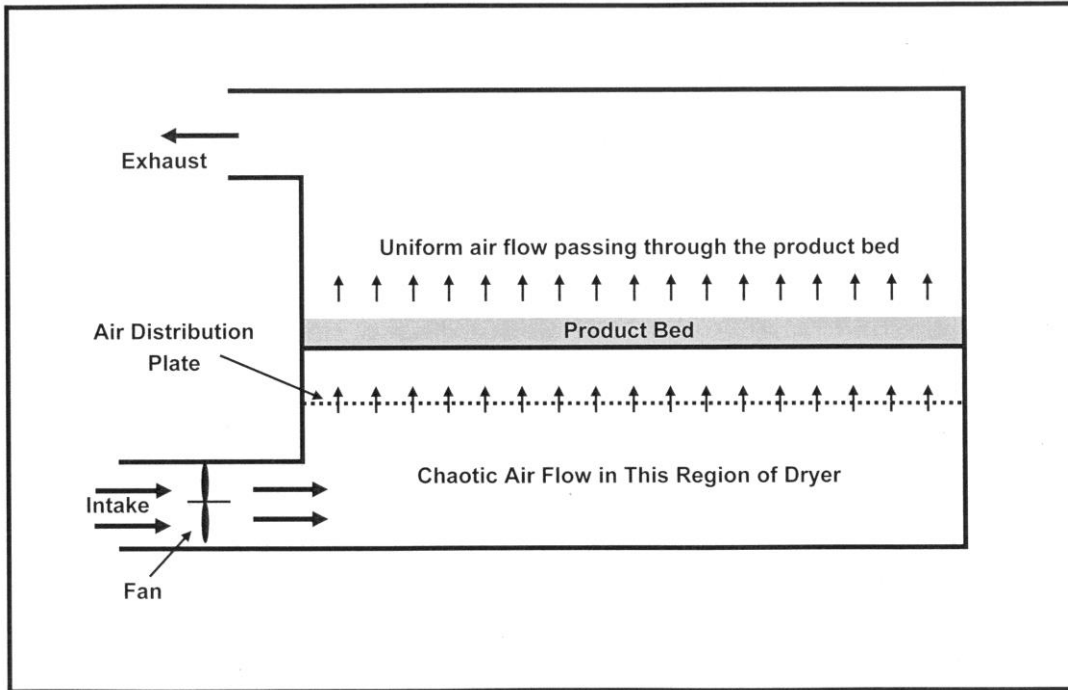 Exhaust
Uniform air flow passing through the product bed
Product Bed
Air Distribution
Plate
Chaotic Air Flow in This Region of Dryer
Intake
Fan